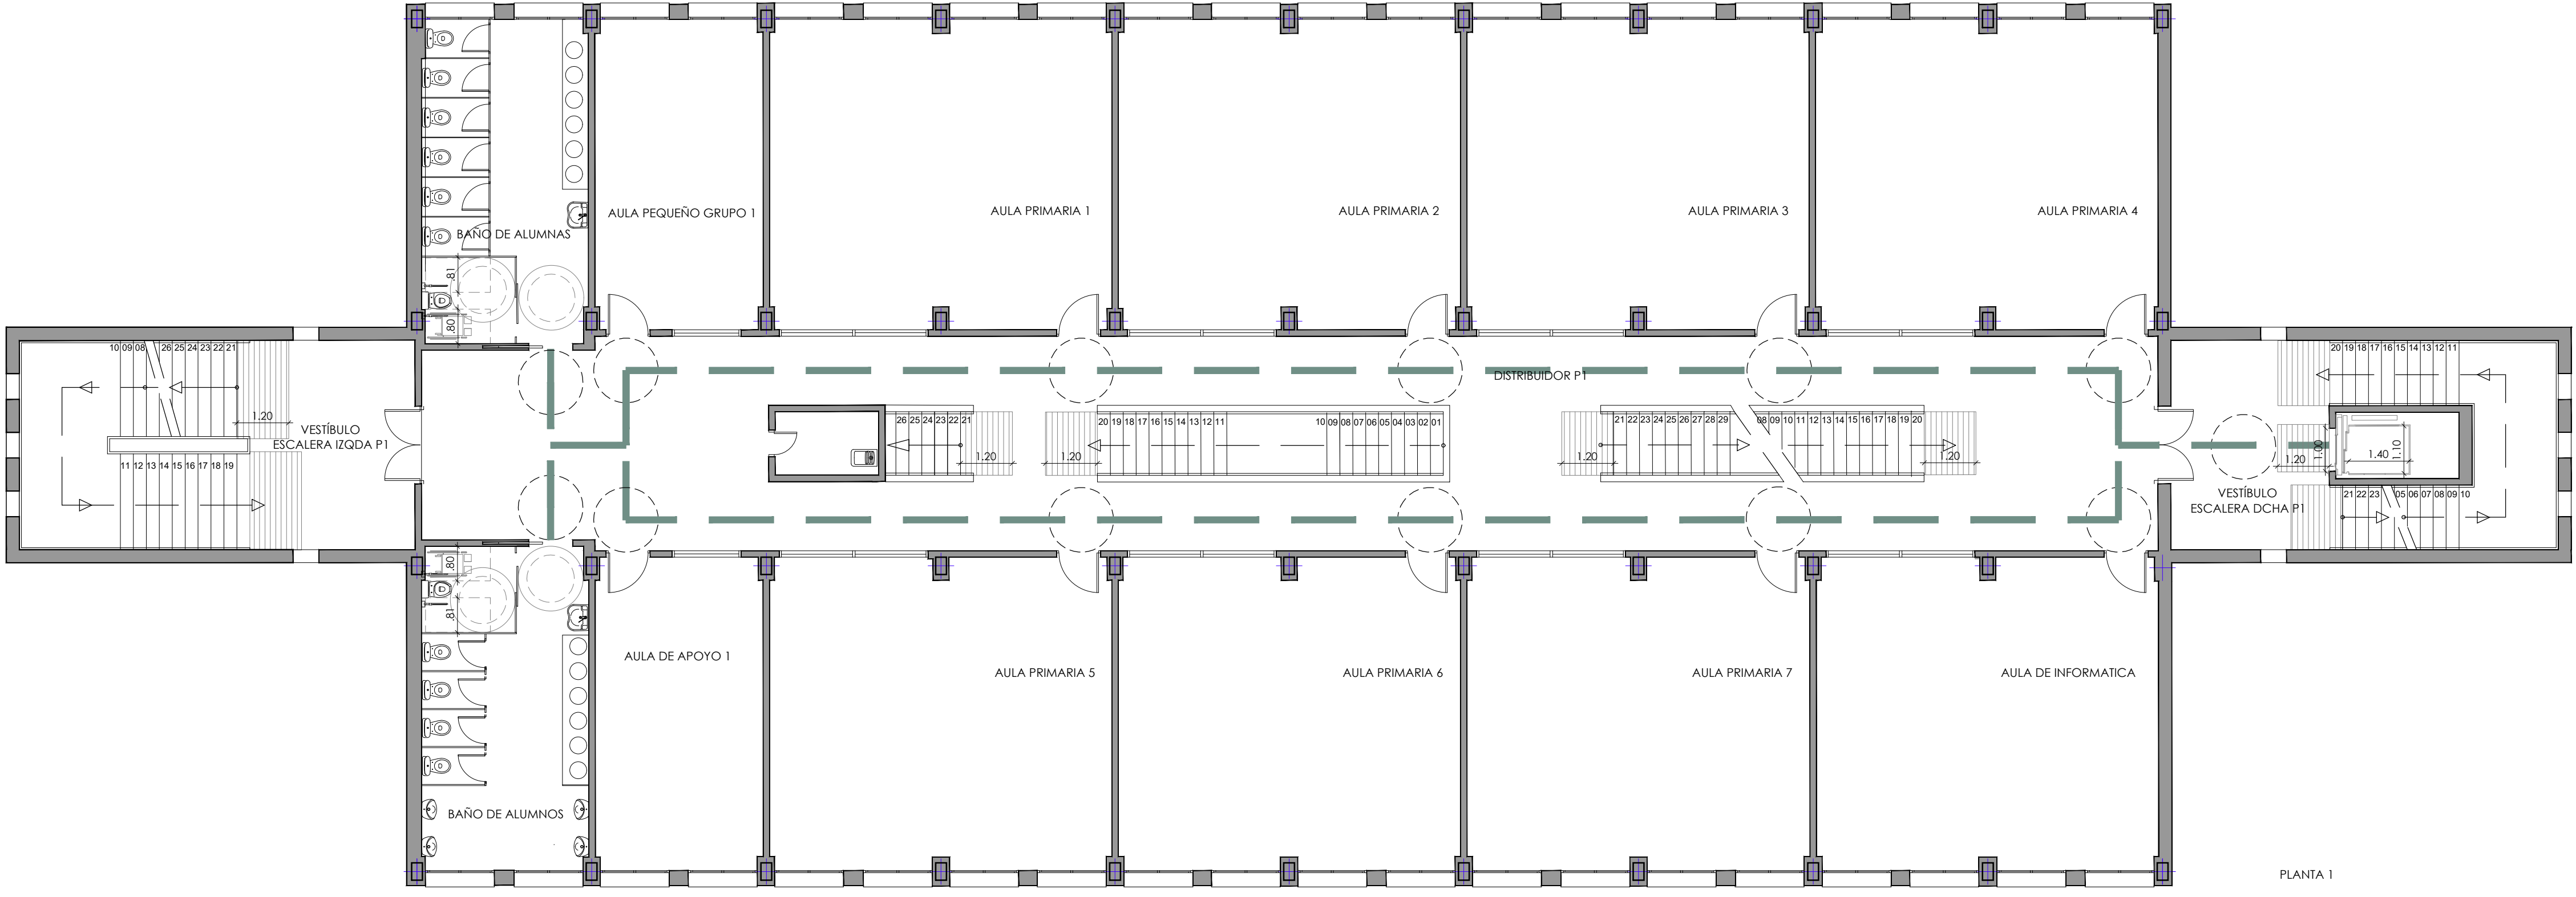 AULA PEQUEÑO GRUPO 1
AULA PRIMARIA 1
AULA PRIMARIA 2
AULA PRIMARIA 3
AULA PRIMARIA 4
BAÑO DE ALUMNAS
.81
.80
10 09 08 26 25 24 23 22 21
1.20
VESTÍBULO
ESCALERA IZQDA P1
11 12 13 14 15 16 17 18 19
DISTRIBUIDOR P1
26 25 24 23 22 21
1.20
20 19 18 17 16 15 14 13 12 11
10 09 08 07 06 05 04 03 02 01
1.20
21 22 23 24 25 26 27 28 29
1.20
08 09 10 11 12 13 14 15 16 17 18 19 20
1.20
20 19 18 17 16 15 14 13 12 11
1.20
1.00
1.40
1.10
VESTÍBULO
ESCALERA DCHA P1
21 22 23 05 06 07 08 09 10
.80
.81
AULA DE APOYO 1
AULA PRIMARIA 5
AULA PRIMARIA 6
AULA PRIMARIA 7
AULA DE INFORMATICA
BAÑO DE ALUMNOS
PLANTA 1